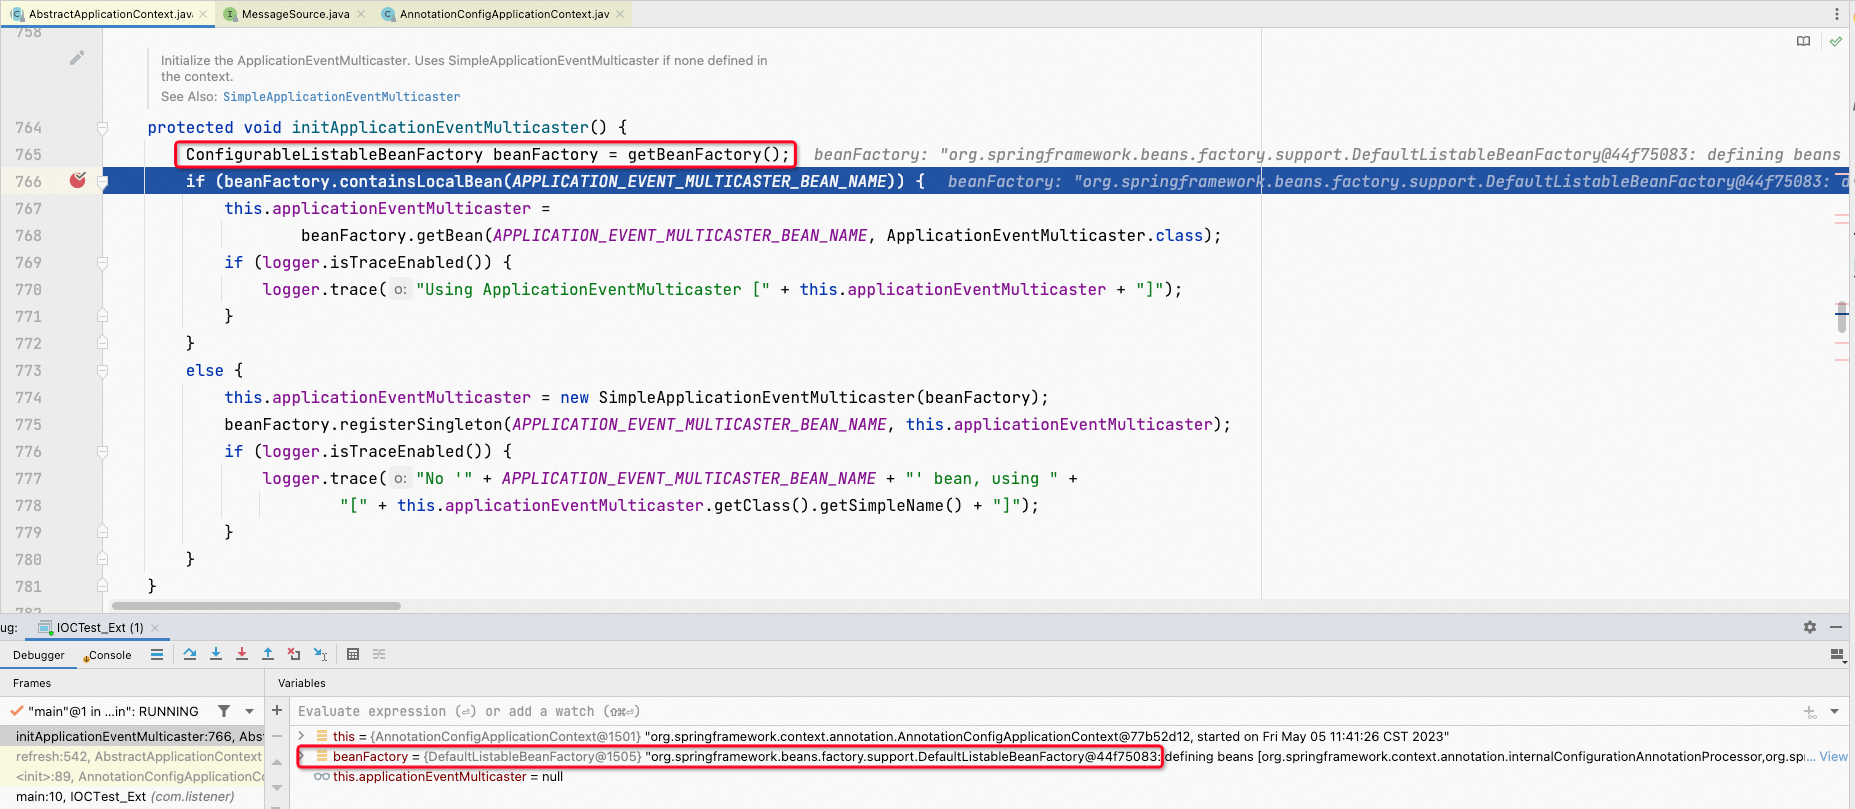 AbstractApplicationContext.java
MessageSource.java
AnnotationConfigApplicationContext.jav
758
Initialize the ApplicationEventMulticaster. Uses SimpleApplicationEventMulticaster if none defined in
the context.
See Also: SimpleApplicationEventMulticaster
764 protected void initApplicationEventMulticaster() {
765 ConfigurableListableBeanFactory beanFactory = getBeanFactory(); beanFactory: "org.springframework.beans.factory.support.DefaultListableBeanFactory@44f75083: defining beans
766 if (beanFactory.containsLocalBean(APPLICATION_EVENT_MULTICASTER_BEAN_NAME)) { beanFactory: "org.springframework.beans.factory.support.DefaultListableBeanFactory@44f75083: d
767 this.applicationEventMulticaster =
768 beanFactory.getBean(APPLICATION_EVENT_MULTICASTER_BEAN_NAME, ApplicationEventMulticaster.class);
769 if (logger.isTraceEnabled()) {
770 logger.trace( o: "Using ApplicationEventMulticaster [" + this.applicationEventMulticaster + "]");
771 }
772 }
773 else {
774 this.applicationEventMulticaster = new SimpleApplicationEventMulticaster(beanFactory);
775 beanFactory.registerSingleton(APPLICATION_EVENT_MULTICASTER_BEAN_NAME, this.applicationEventMulticaster);
776 if (logger.isTraceEnabled()) {
777 logger.trace( o: "No '" + APPLICATION_EVENT_MULTICASTER_BEAN_NAME + "' bean, using " +
778 "[" + this.applicationEventMulticaster.getClass().getSimpleName() + "]");
779 }
780 }
781 }
782
ug: IOCTest_Ext (1)
Debugger Console
Frames Variables
"main"@1 in ...in": RUNNING
Evaluate expression (⏎) or add a watch (⇧⌘⏎)
initApplicationEventMulticaster:766, Abs
this = {AnnotationConfigApplicationContext@1501} "org.springframework.context.annotation.AnnotationConfigApplicationContext@77b52d12, started on Fri May 05 11:41:26 CST 2023"
refresh:542, AbstractApplicationContext
beanFactory = {DefaultListableBeanFactory@1505} "org.springframework.beans.factory.support.DefaultListableBeanFactory@44f75083: defining beans [org.springframework.context.annotation.internalConfigurationAnnotationProcessor,org.spr... View
<init>:89, AnnotationConfigApplicationCo
this.applicationEventMulticaster = null
main:10, IOCTest_Ext (com.listener)